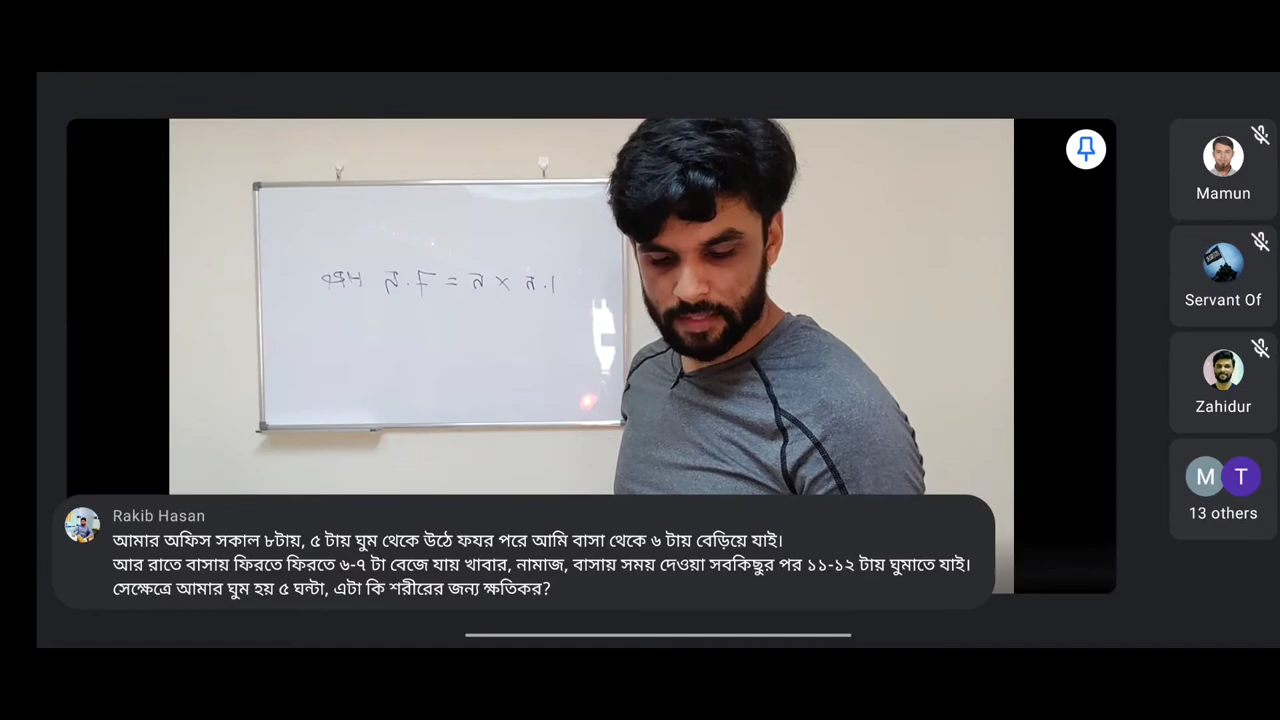 Mamun
Servant Of
Zahidur
M T
13 others
Rakib Hasan
আমার অফিস সকাল ৮টায়, ৫ টায় ঘুম থেকে উঠে ফযর পরে আমি বাসা থেকে ৬ টায় বেড়িয়ে যাই।
আর রাতে বাসায় ফিরতে ফিরতে ৬-৭ টা বেজে যায় খাবার, নামাজ, বাসায় সময় দেওয়া সবকিছুর পর ১১-১২ টায় ঘুমাতে যাই।
সেক্ষেত্রে আমার ঘুম হয় ৫ ঘন্টা, এটা কি শরীরের জন্য ক্ষতিকর?